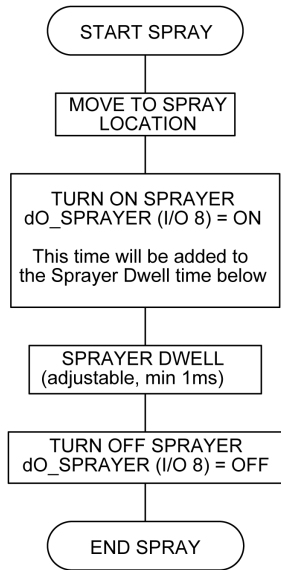 START SPRAY
MOVE TO SPRAY
LOCATION
TURN ON SPRAYER
dO_SPRAYER (I/O 8) = ON
This time will be added to
the Sprayer Dwell time below
SPRAYER DWELL
(adjustable, min 1ms)
TURN OFF SPRAYER
dO_SPRAYER (I/O 8) = OFF
END SPRAY